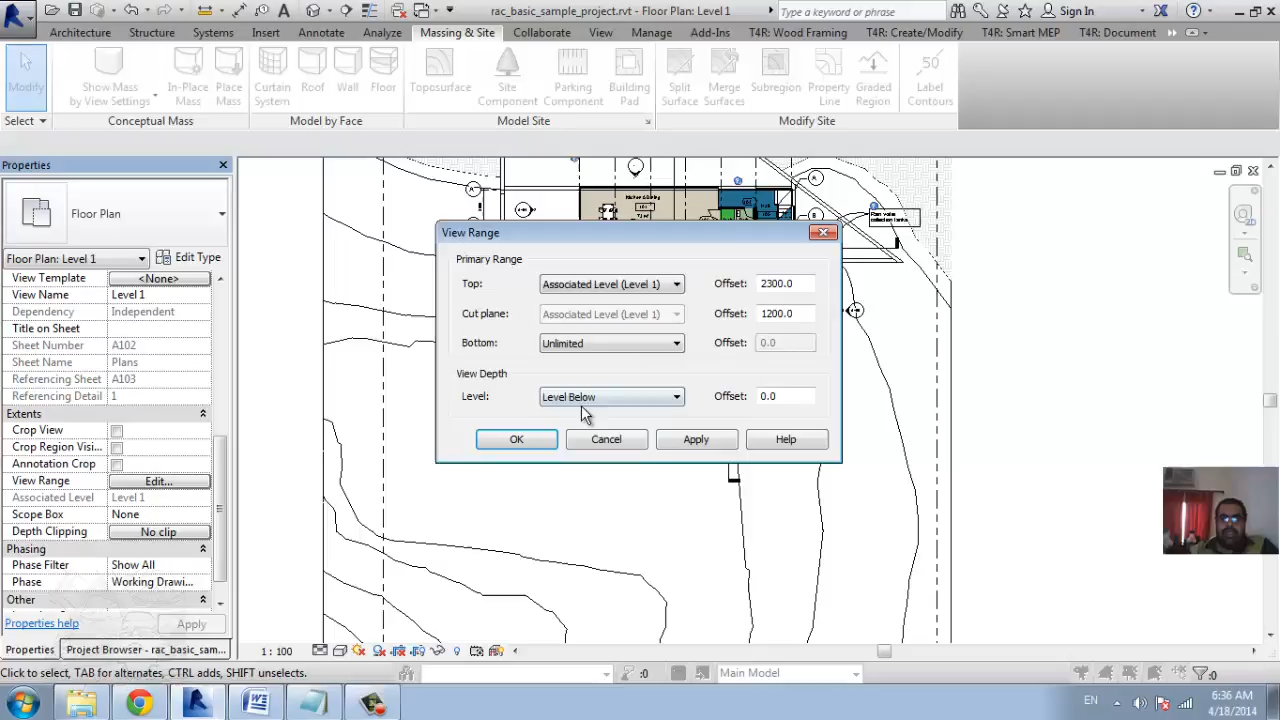 rac_basic_sample_project.rvt - Floor Plan: Level 1
Type a keyword or phrase
Sign In
Architecture Structure Systems Insert Annotate Analyze Massing & Site Collaborate View Manage Add-Ins T4R: Wood Framing T4R: Create/Modify T4R: Smart MEP T4R: Document
Modify
Show Mass
by View Settings
In-Place
Mass
Place
Mass
Curtain
System
Roof
Wall
Floor
Toposurface
Site
Component
Parking
Component
Building
Pad
Split
Surface
Merge
Surfaces
Subregion
Property
Line
Graded
Region
50
Label
Contours
Select
Conceptual Mass
Model by Face
Model Site
Modify Site
Properties
Floor Plan
Floor Plan: Level 1
Edit Type
View Template <None>
View Name Level 1
Dependency Independent
Title on Sheet
Sheet Number A102
Sheet Name Plans
Referencing Sheet A103
Referencing Detail 1
Extents
Crop View
Crop Region Visi...
Annotation Crop
View Range Edit...
Associated Level Level 1
Scope Box None
Depth Clipping No clip
Phasing
Phase Filter Show All
Phase Working Drawi...
Other
Properties help
Apply
Properties
Project Browser - rac_basic_sam...
View Range
Primary Range
Top: Associated Level (Level 1) Offset: 2300.0
Cut plane: Associated Level (Level 1) Offset: 1200.0
Bottom: Unlimited Offset: 0.0
View Depth
Level: Level Below Offset: 0.0
OK Cancel Apply Help
A
A
B
1 : 100
Click to select, TAB for alternates, CTRL adds, SHIFT unselects.
:0
Main Model
:0
EN
6:36 AM
4/18/2014